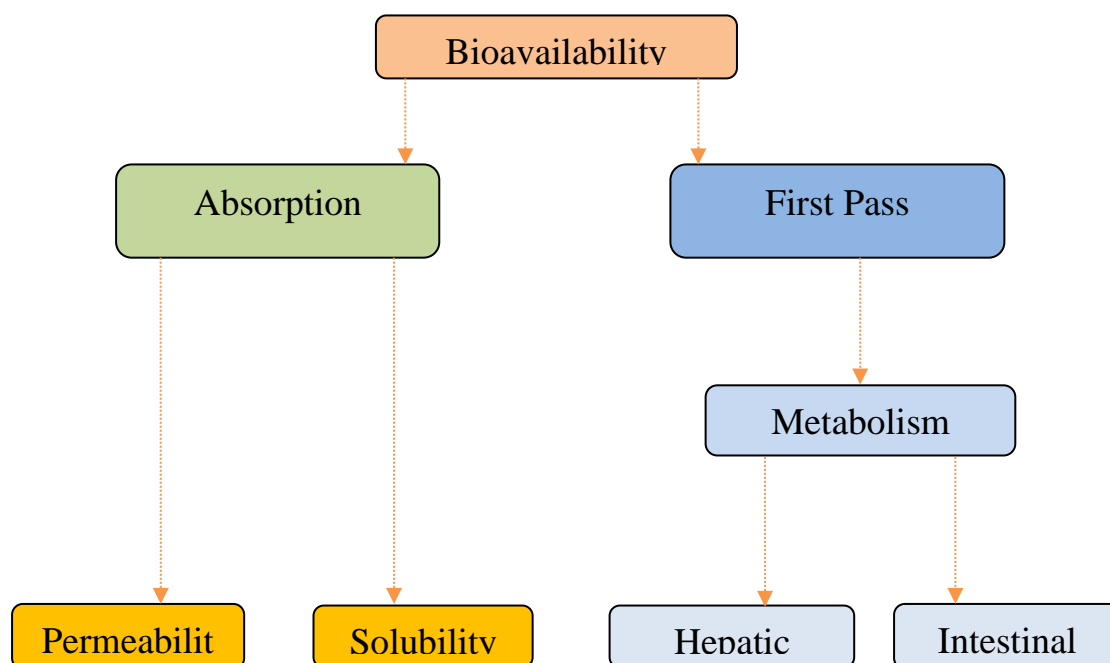 Bioavailability
Absorption
First Pass
Metabolism
Permeabilit
Solubility
Hepatic
Intestinal